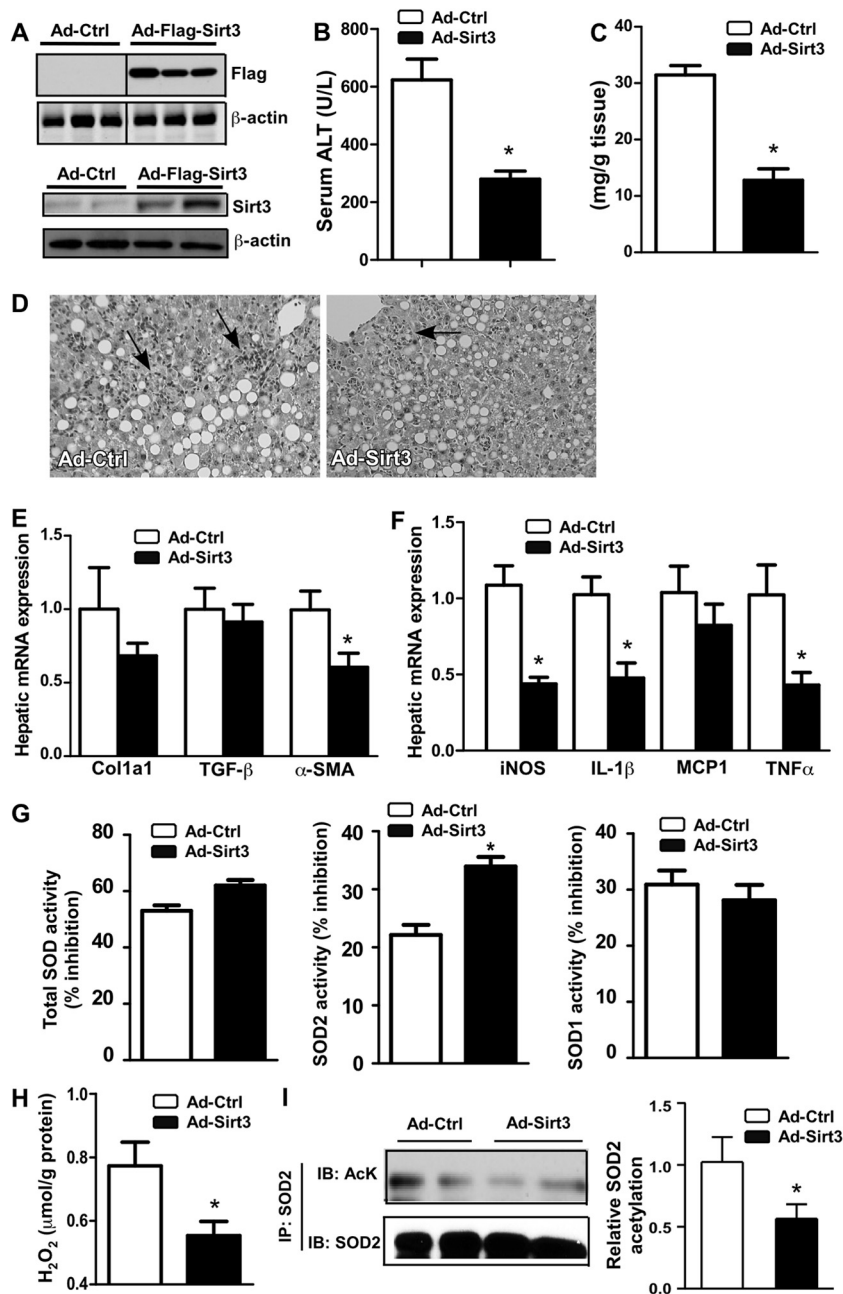 A
Ad-Ctrl Ad-Flag-Sirt3
Flag
β-actin
Ad-Ctrl Ad-Flag-Sirt3
Sirt3
β-actin
B
Ad-Ctrl
Ad-Sirt3
Serum ALT (U/L)
800
600
400
200
0
*
C
Ad-Ctrl
Ad-Sirt3
(mg/g tissue)
40
30
20
10
0
*
D
Ad-Ctrl
Ad-Sirt3
E
Ad-Ctrl
Ad-Sirt3
Hepatic mRNA expression
1.5
1.0
0.5
0.0
*
Col1a1 TGF-β α-SMA
F
Ad-Ctrl
Ad-Sirt3
Hepatic mRNA expression
1.5
1.0
0.5
0.0
* * *
iNOS IL-1β MCP1 TNFα
G
Ad-Ctrl
Ad-Sirt3
Total SOD activity
(% inhibition)
80
60
40
20
0
Ad-Ctrl
Ad-Sirt3
SOD2 activity (% inhibition)
40
30
20
10
0
*
Ad-Ctrl
Ad-Sirt3
SOD1 activity (% inhibition)
40
30
20
10
0
H
Ad-Ctrl
Ad-Sirt3
H2O2 (μmol/g protein)
0.8
0.8
0.6
0.4
*
I
Ad-Ctrl Ad-Sirt3
IP: SOD2
IB: AcK
IB: SOD2
Ad-Ctrl
Ad-Sirt3
Relative SOD2
acetylation
1.5
1.0
0.5
0.0
*